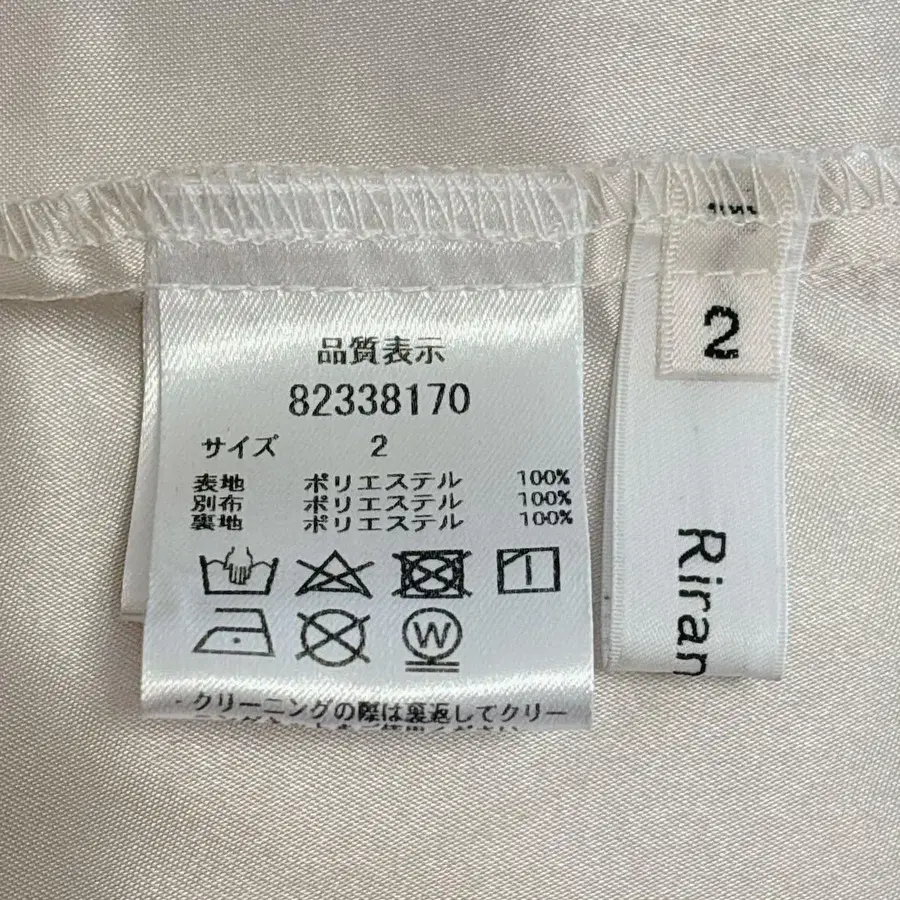 品質表示
82338170
サイズ 2
表地 ポリエステル 100%
別布 ポリエステル 100%
裏地 ポリエステル 100%
W
・クリーニングの際は裏返してクリー
2
Riran